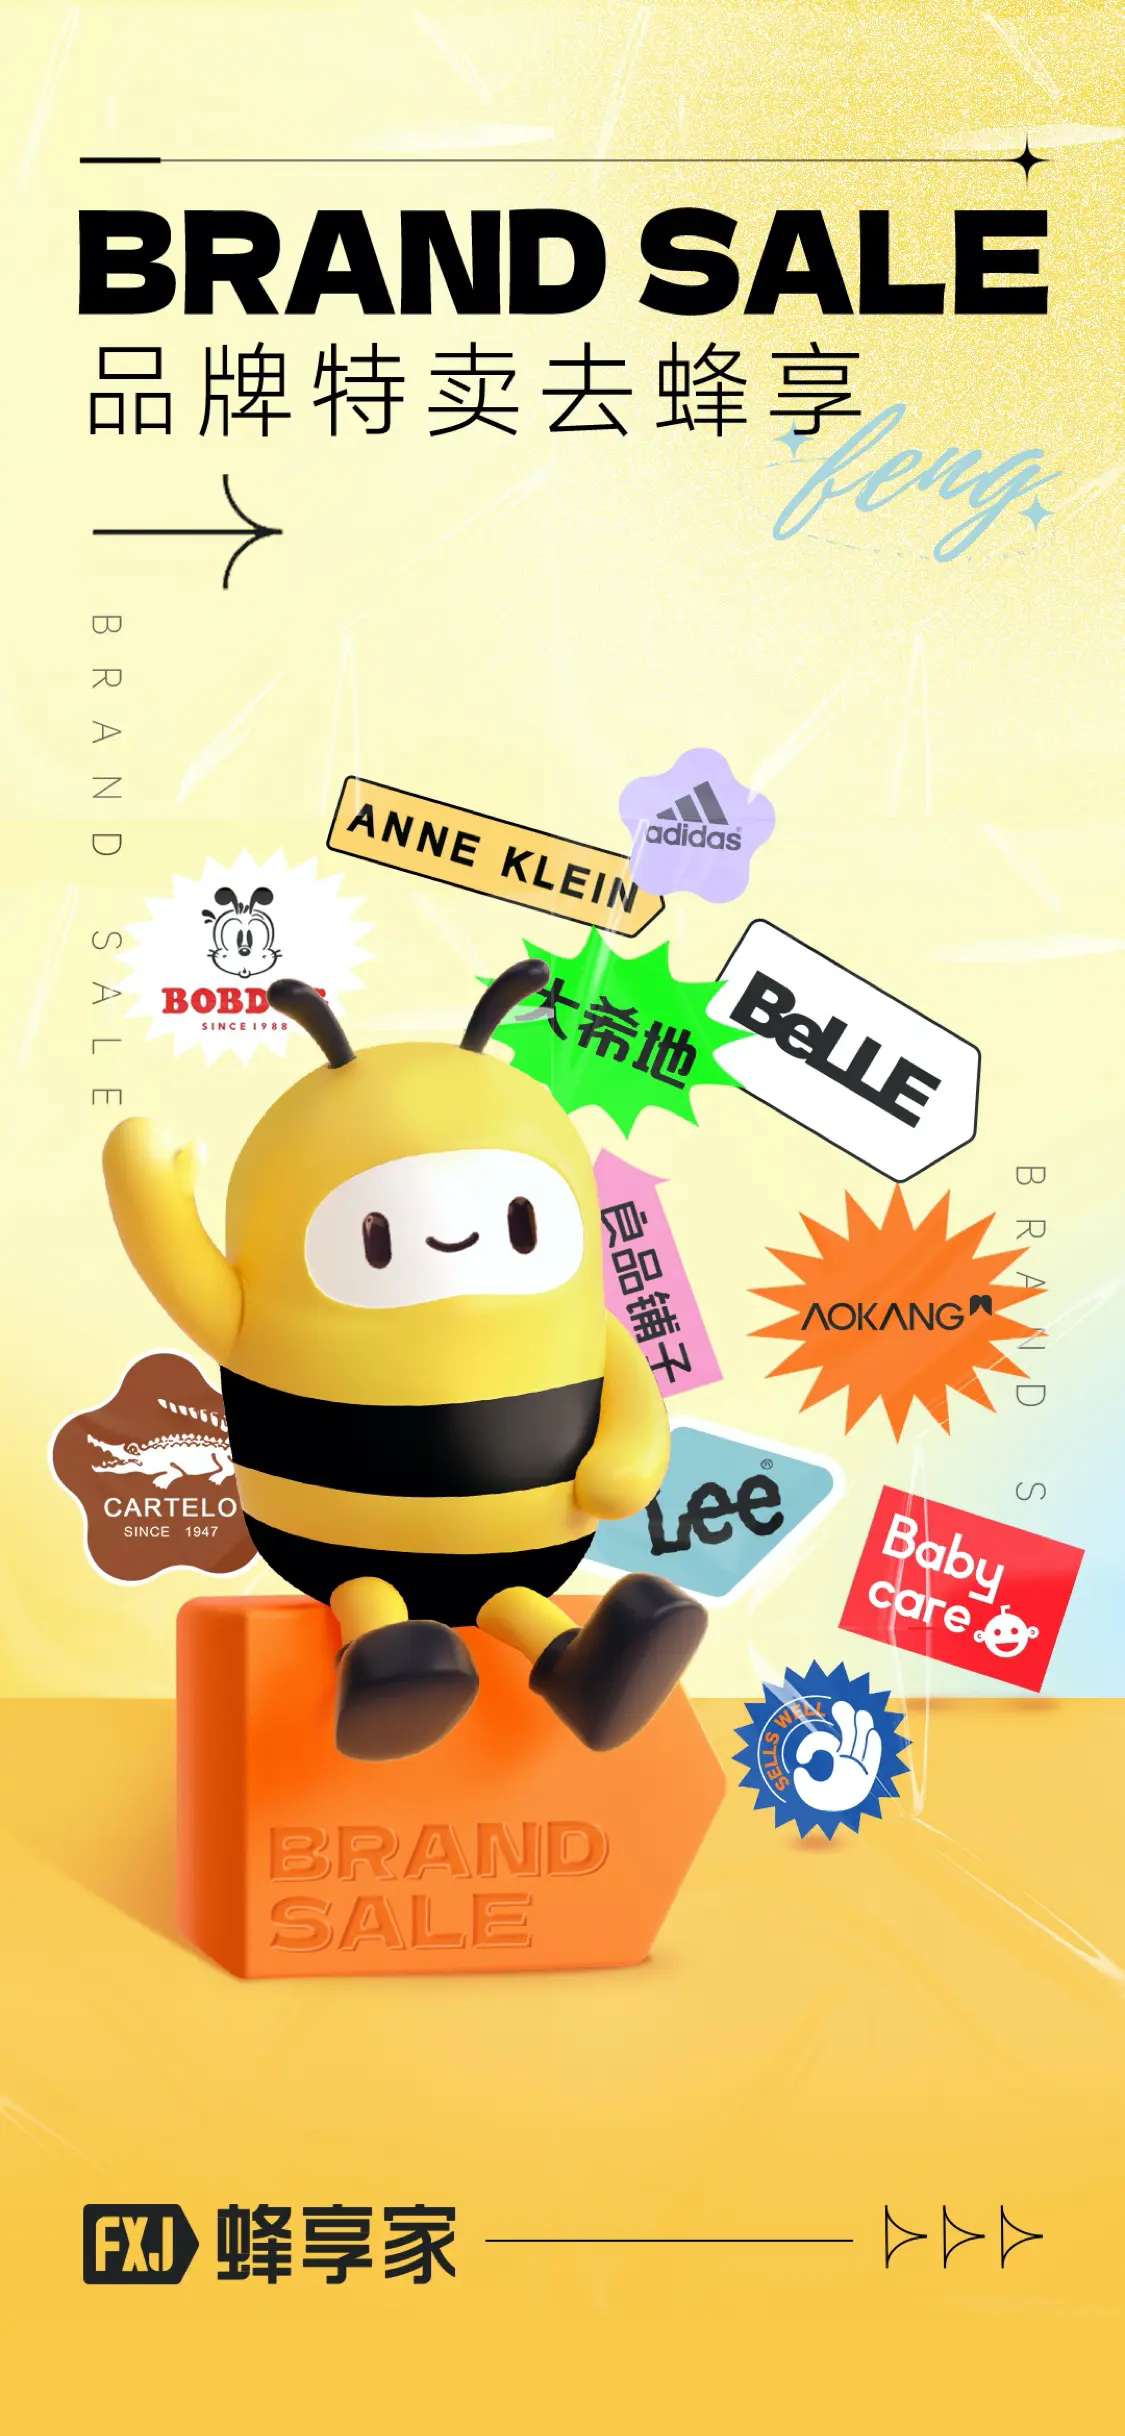 BRAND SALE
品牌特卖去蜂享
feng
BRAND SALE
ANNE KLEIN
adidas
SINCE 1988
大希地
BeLLE
良品铺子
AOKANG
BRAND S
CARTELO
SINCE 1947
Lee®
Baby
care
SELLS WELL
BRAND
SALE
FXJ 蜂享家